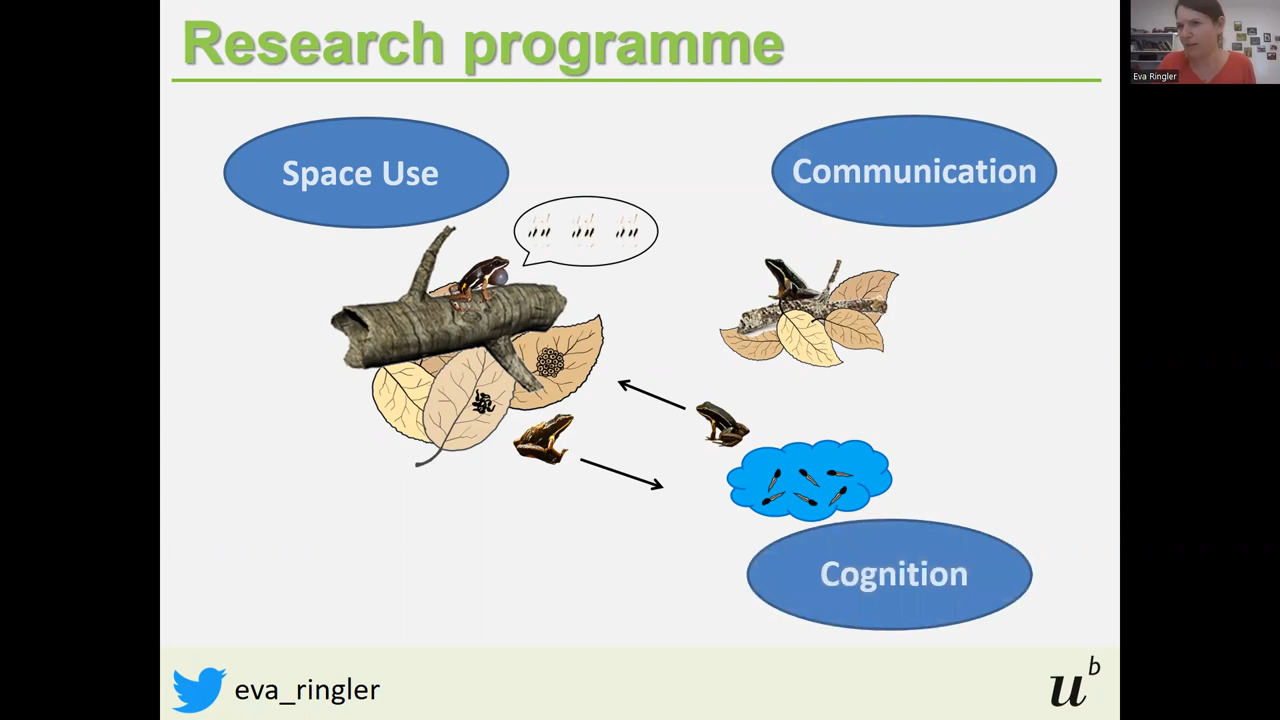 Research programme
Eva Ringler
Space Use
Communication
Cognition
eva_ringler
u^b